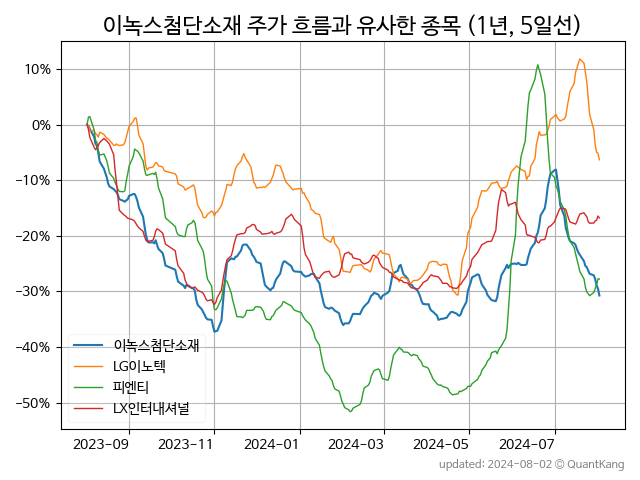 이녹스첨단소재 주가 흐름과 유사한 종목 (1년, 5일선)
10%
0%
−10%
−20%
−30%
−40%
−50%
이녹스첨단소재
LG이노텍
피엔티
LX인터내셔널
2023-09
2023-11
2024-01
2024-03
2024-05
2024-07
updated: 2024-08-02 © QuantKang